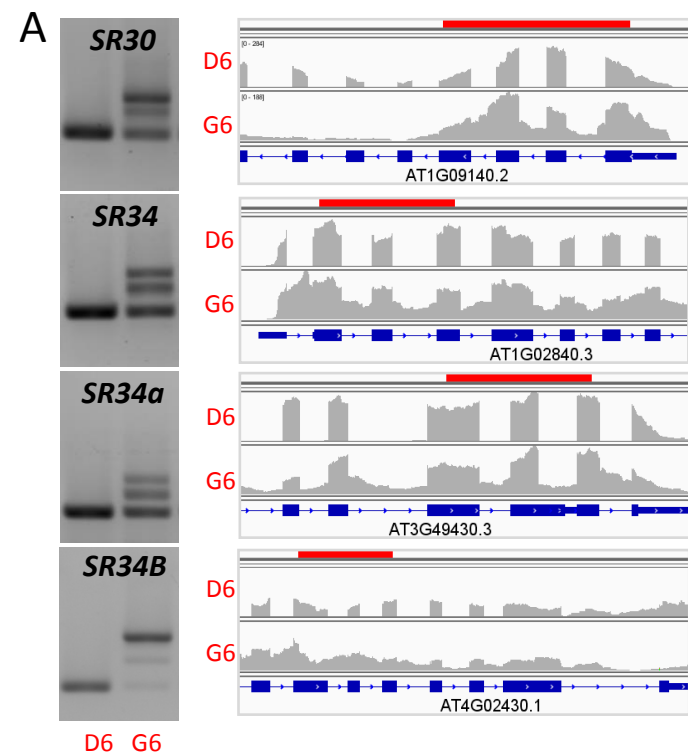 A
SR30
D6
[0 - 284]
G6
[0 - 188]
AT1G09140.2
SR34
D6
G6
AT1G02840.3
SR34a
D6
G6
AT3G49430.3
SR34B
D6
G6
AT4G02430.1
D6 G6